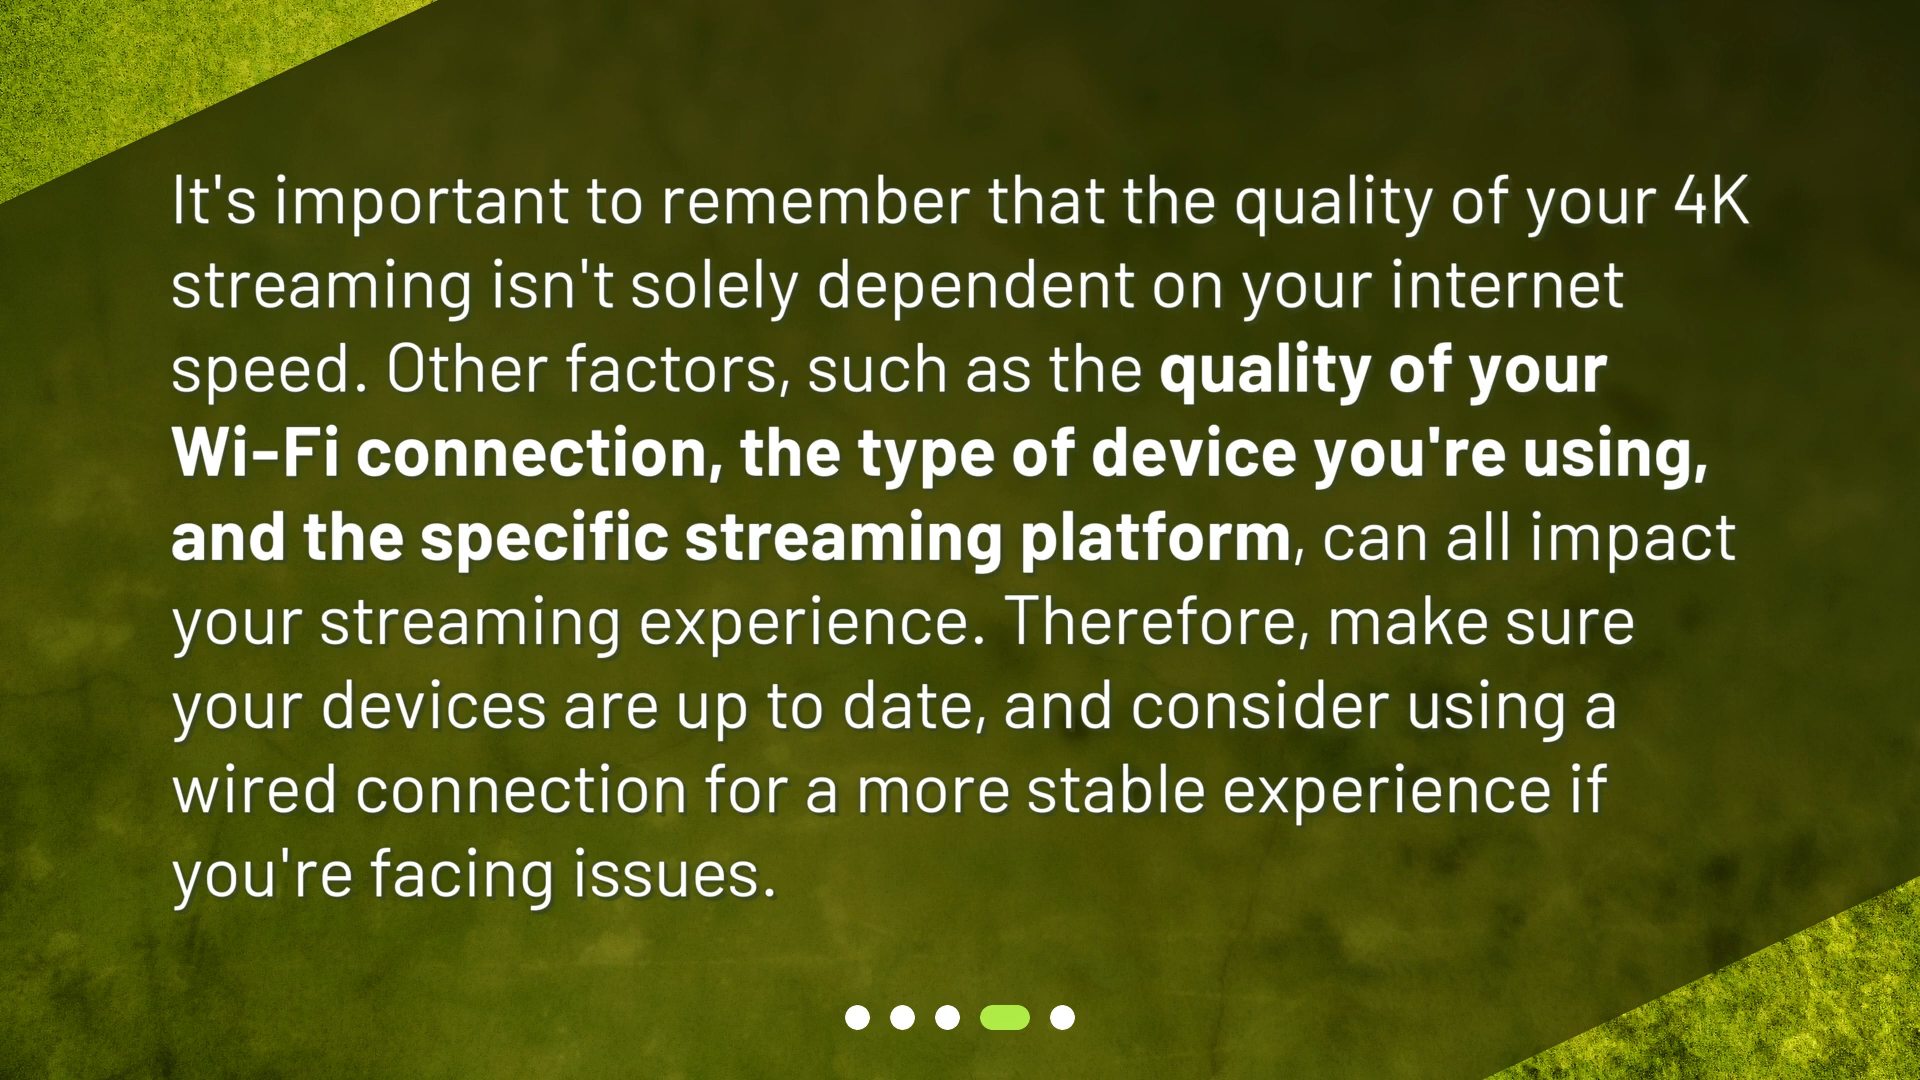 It's important to remember that the quality of your 4K
streaming isn't solely dependent on your internet
speed. Other factors, such as the quality of your
Wi-Fi connection, the type of device you're using,
and the specific streaming platform, can all impact
your streaming experience. Therefore, make sure
your devices are up to date, and consider using a
wired connection for a more stable experience if
you're facing issues.